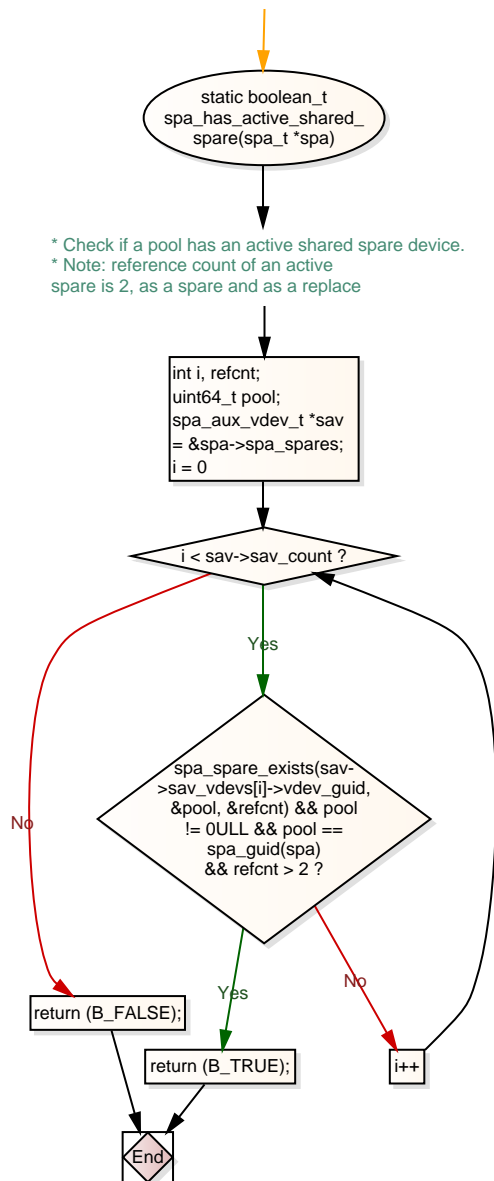 static boolean_t
spa_has_active_shared_
spare(spa_t *spa)
* Check if a pool has an active shared spare device.
* Note: reference count of an active
spare is 2, as a spare and as a replace
int i, refcnt;
uint64_t pool;
spa_aux_vdev_t *sav
= &spa->spa_spares;
i = 0
i < sav->sav_count ?
Yes
spa_spare_exists(sav-
>sav_vdevs[i]->vdev_guid,
&pool, &refcnt) && pool
!= 0ULL && pool ==
spa_guid(spa)
&& refcnt > 2 ?
No
Yes
No
return (B_FALSE);
return (B_TRUE);
i++
End